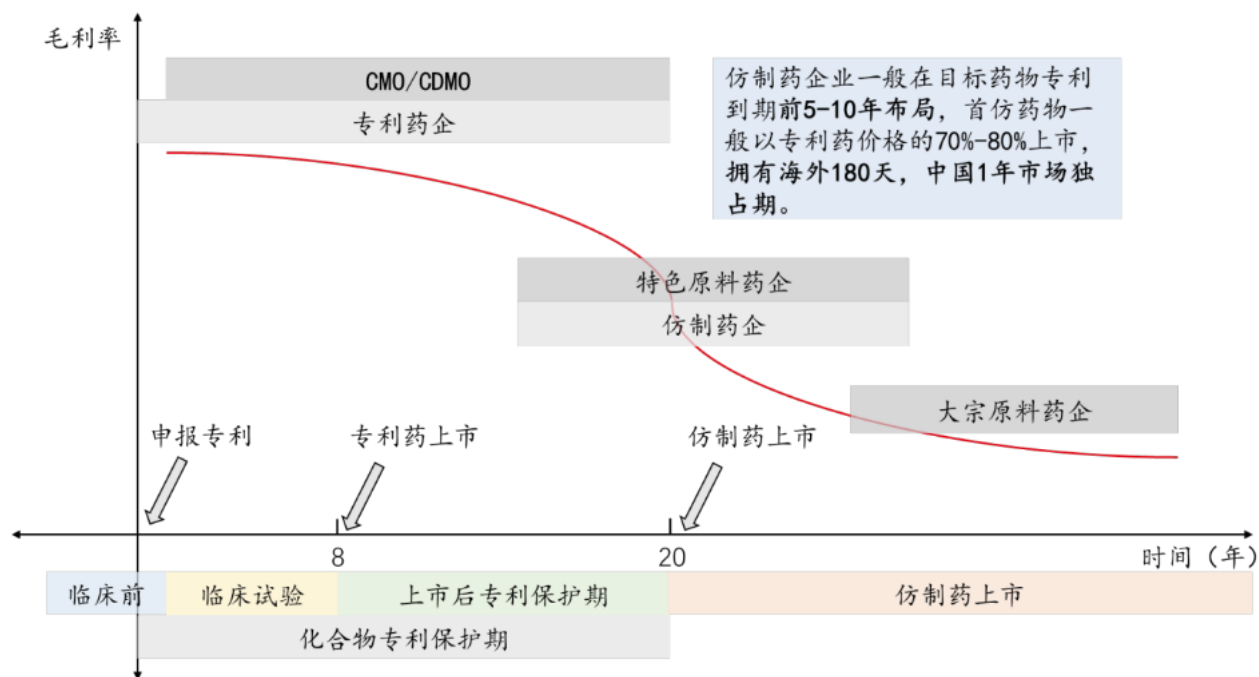 毛利率
CMO/CDMO
专利药企
仿制药企业一般在目标药物专利
到期前5-10年布局，首仿药物一
般以专利药价格的70%-80%上市，
拥有海外180天，中国1年市场独
占期。
特色原料药企
仿制药企
大宗原料药企
申报专利
专利药上市
仿制药上市
8
20
时间（年）
临床前
临床试验
上市后专利保护期
仿制药上市
化合物专利保护期